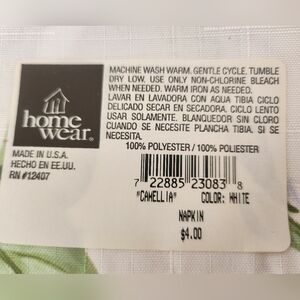 home
wear®
MADE IN U.S.A.
HECHO EN EE.UU.
RN #12407
MACHINE WASH WARM. GENTLE CYCLE. TUMBLE
DRY LOW. USE ONLY NON-CHLORINE BLEACH
WHEN NEEDED. WARM IRON AS NEEDED.
LAVAR EN LAVADORA CON AQUA TIBIA CICLO
DELICADO SECAR EN SECADORA, CICLO LENTO
USAR SOLAMENTE. BLANQUEDOR SIN CLORO
CUANDO SE NECESITE PLANCHA TIBIA. SI SE
NECESITA.
100% POLYESTER / 100% POLIESTER
7 22885 23083 8
"CAMELLIA" COLOR: WHITE
NAPKIN
$4.00